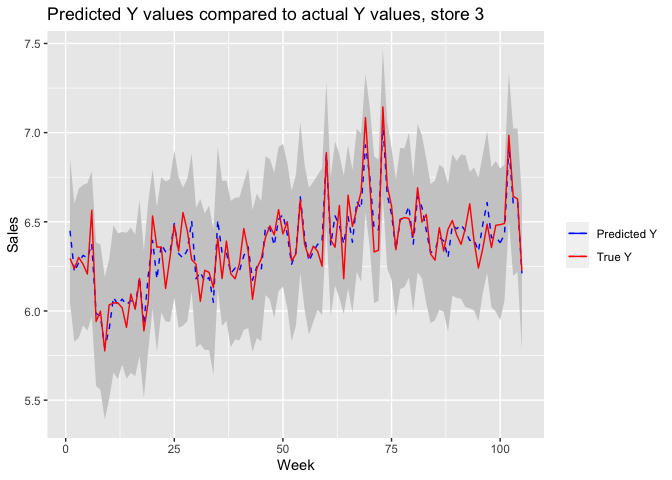 Predicted Y values compared to actual Y values, store 3
7.5
7.0
6.5
6.0
5.5
Sales
0 25 50 75 100
Week
Predicted Y
True Y